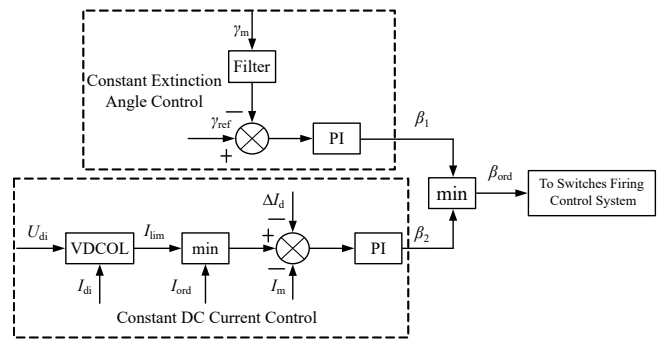 γm
Filter
Constant Extinction
Angle Control
−
γref
+
PI
β1
min
βord
To Switches Firing
Control System
ΔId
−
Udi
VDCOL
Ilim
min
+
PI
β2
−
Idi
Iord
Im
Constant DC Current Control